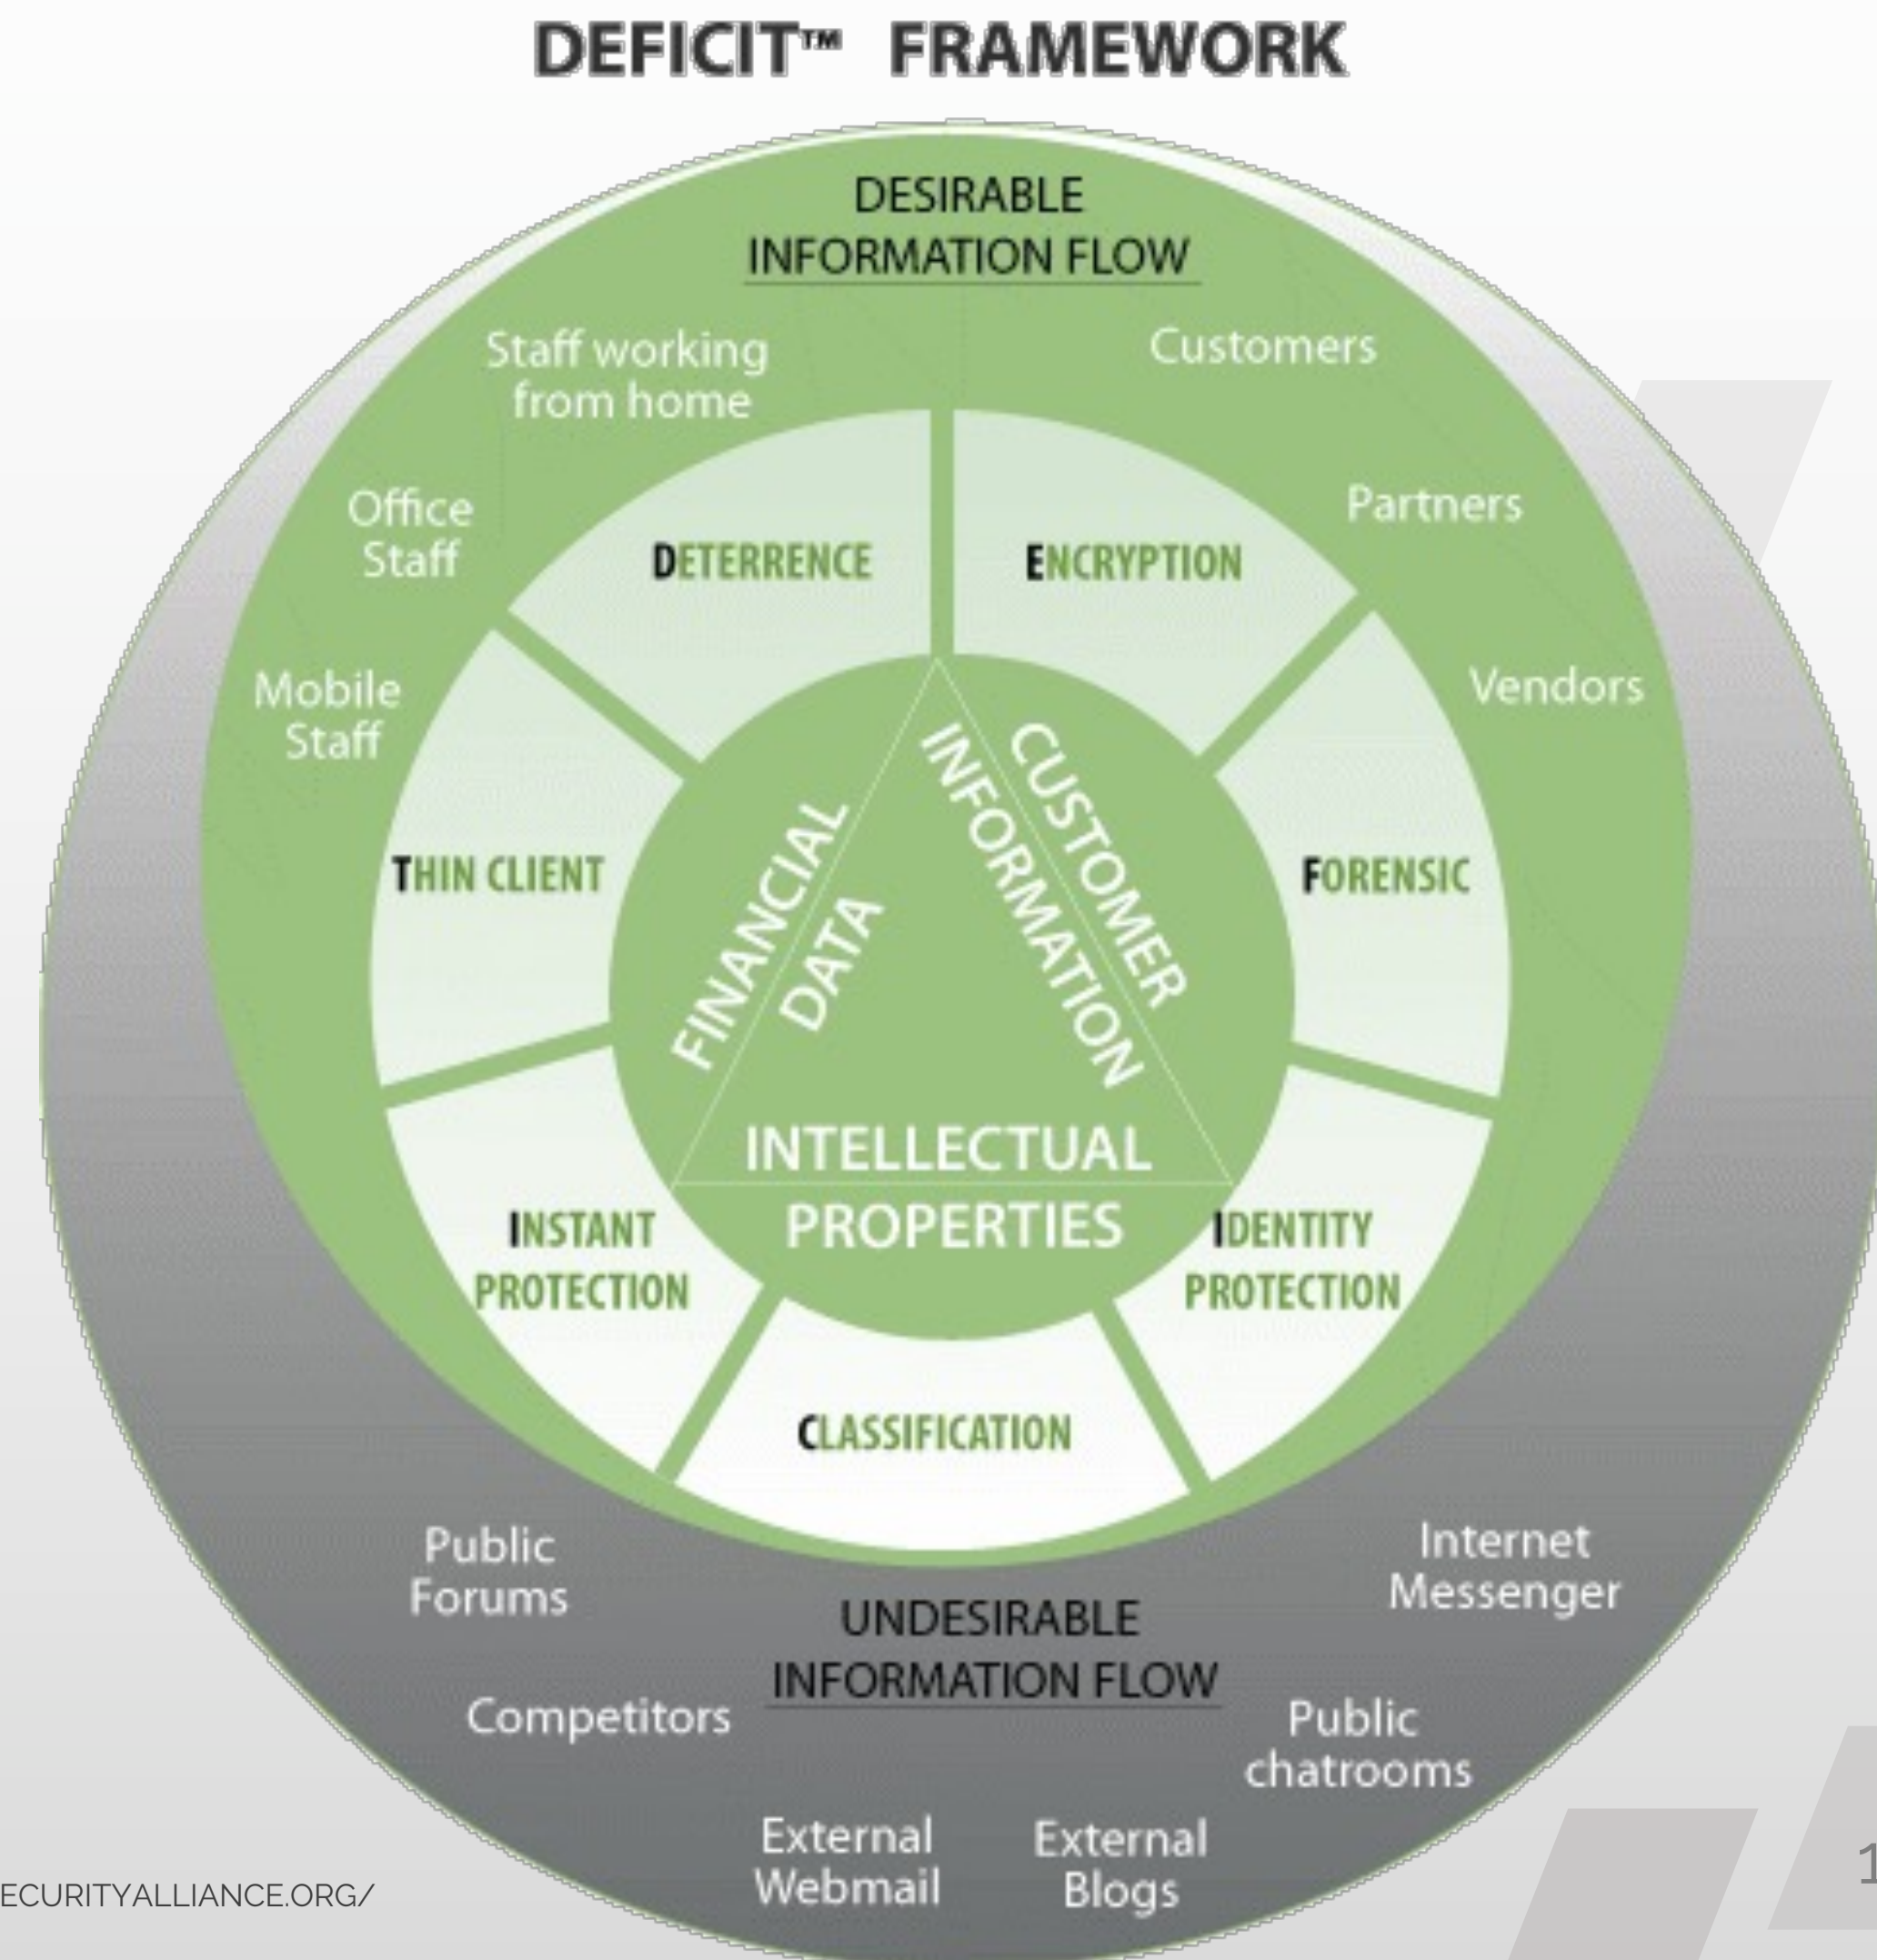 DEFICIT™ FRAMEWORK
DESIRABLE
INFORMATION FLOW
Staff working
from home
Customers
Office
Staff
Partners
Mobile
Staff
Vendors
DETERRENCE
ENCRYPTION
THIN CLIENT
FORENSIC
FINANCIAL
DATA
CUSTOMER
INFORMATION
INTELLECTUAL
PROPERTIES
INSTANT
PROTECTION
IDENTITY
PROTECTION
CLASSIFICATION
UNDESIRABLE
INFORMATION FLOW
Public
Forums
Internet
Messenger
Competitors
Public
chatrooms
External
Webmail
External
Blogs
ECURITYALLIANCE.ORG/
1